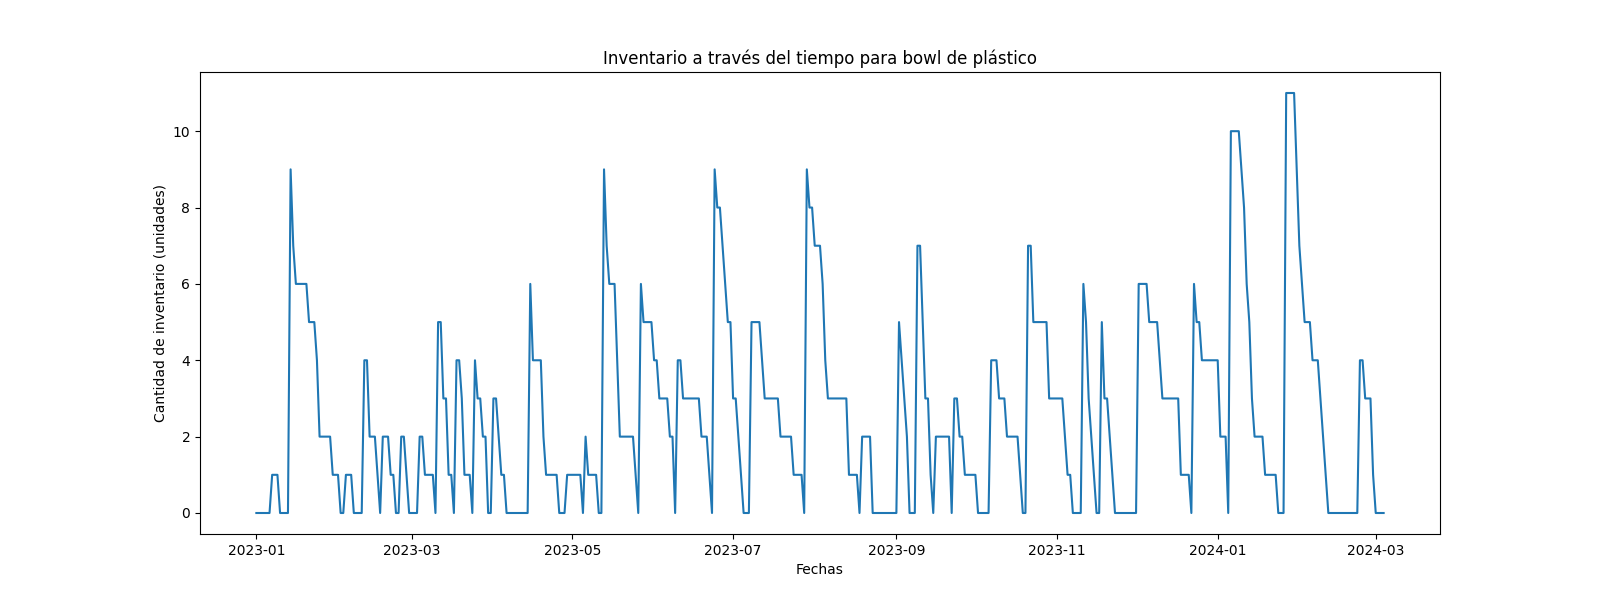 Inventario a través del tiempo para bowl de plástico
Cantidad de inventario (unidades)
10
8
6
4
2
0
2023-01 2023-03 2023-05 2023-07 2023-09 2023-11 2024-01 2024-03
Fechas